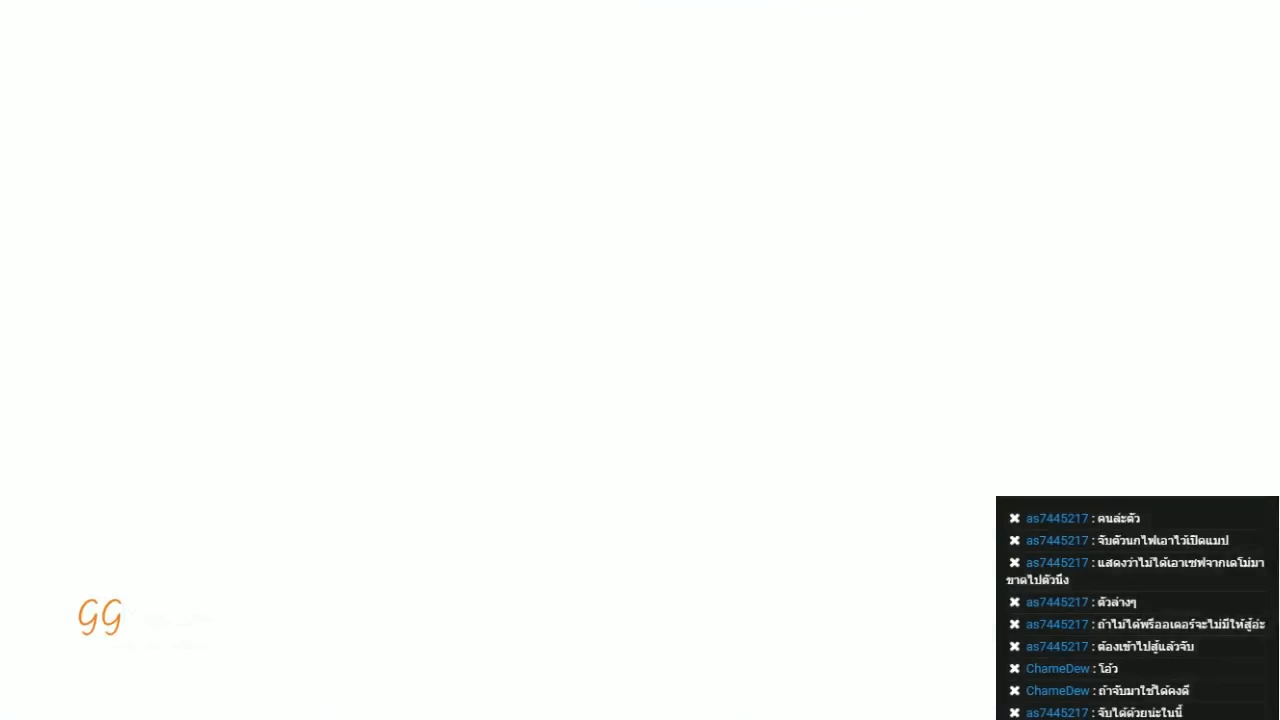 GG
✖ as7445217 : คนล่ะตัว
✖ as7445217 : จับตัวนกไฟเอาไว้เปิดแมป
✖ as7445217 : แสดงว่าไม่ได้เอาเซฟจากเดโม่มา
ขาดไปตัวนึง
✖ as7445217 : ตัวล่างๆ
✖ as7445217 : ถ้าไม่ได้พรีออเดอร์จะไม่มีให้สู้อ่ะ
✖ as7445217 : ต้องเข้าไปสู้แล้วจับ
✖ ChameDew : โอ้ว
✖ ChameDew : ถ้าจับมาใช้ได้คงดี
✖ as7445217 : จับได้ด้วยน่ะในนี้